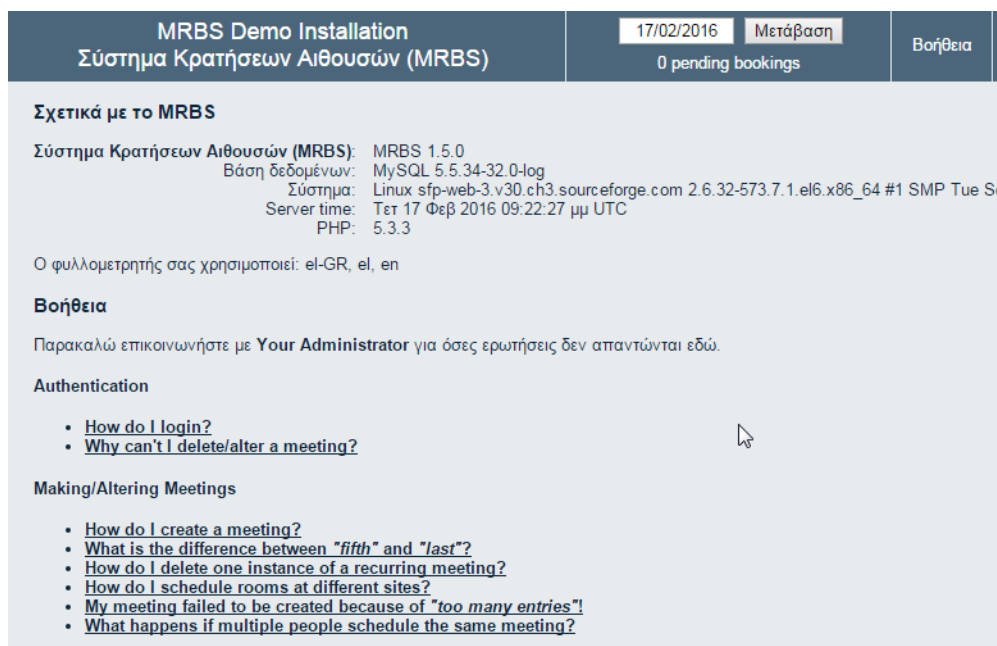 MRBS Demo Installation
Σύστημα Κρατήσεων Αιθουσών (MRBS)
17/02/2016 Μετάβαση
0 pending bookings
Βοήθεια
Σχετικά με το MRBS
Σύστημα Κρατήσεων Αιθουσών (MRBS): MRBS 1.5.0
Βάση δεδομένων: MySQL 5.5.34-32.0-log
Σύστημα: Linux sfp-web-3.v30.ch3.sourceforge.com 2.6.32-573.7.1.el6.x86_64 #1 SMP Tue
Server time: Τετ 17 Φεβ 2016 09:22:27 μμ UTC
PHP: 5.3.3
Ο φυλλομετρητής σας χρησιμοποιεί: el-GR, el, en
Βοήθεια
Παρακαλώ επικοινωνήστε με Your Administrator για όσες ερωτήσεις δεν απαντώνται εδώ.
Authentication
• How do I login?
• Why can't I delete/alter a meeting?
Making/Altering Meetings
• How do I create a meeting?
• What is the difference between "fifth" and "last"?
• How do I delete one instance of a recurring meeting?
• How do I schedule rooms at different sites?
• My meeting failed to be created because of "too many entries"!
• What happens if multiple people schedule the same meeting?